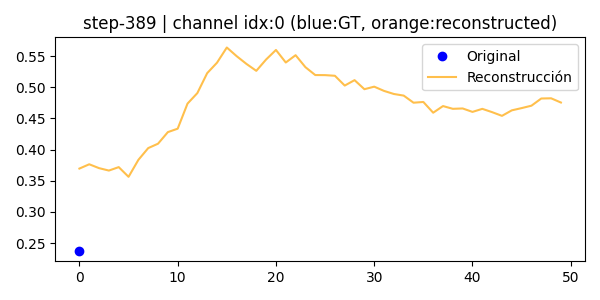 step-389 | channel idx:0 (blue:GT, orange:reconstructed)
Original
Reconstrucción
0.55
0.50
0.45
0.40
0.35
0.30
0.25
0 10 20 30 40 50